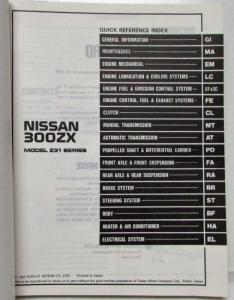 QUICK REFERENCE INDEX
GENERAL INFORMATION GI
MAINTENANCE MA
ENGINE MECHANICAL EM
ENGINE LUBRICATION & COOLING SYSTEMS LC
ENGINE FUEL & EMISSION CONTROL SYSTEM EF & EC
ENGINE CONTROL, FUEL & EXHAUST SYSTEMS FE
CLUTCH CL
MANUAL TRANSMISSION MT
AUTOMATIC TRANSMISSION AT
PROPELLER SHAFT & DIFFERENTIAL CARRIER PD
FRONT AXLE & FRONT SUSPENSION FA
REAR AXLE & REAR SUSPENSION RA
BRAKE SYSTEM BR
STEERING SYSTEM ST
BODY BF
HEATER & AIR CONDITIONER HA
ELECTRICAL SYSTEM EL
NISSAN
300ZX
MODEL Z31 SERIES
NISSAN MOTOR CO., LTD. Printed in Japan